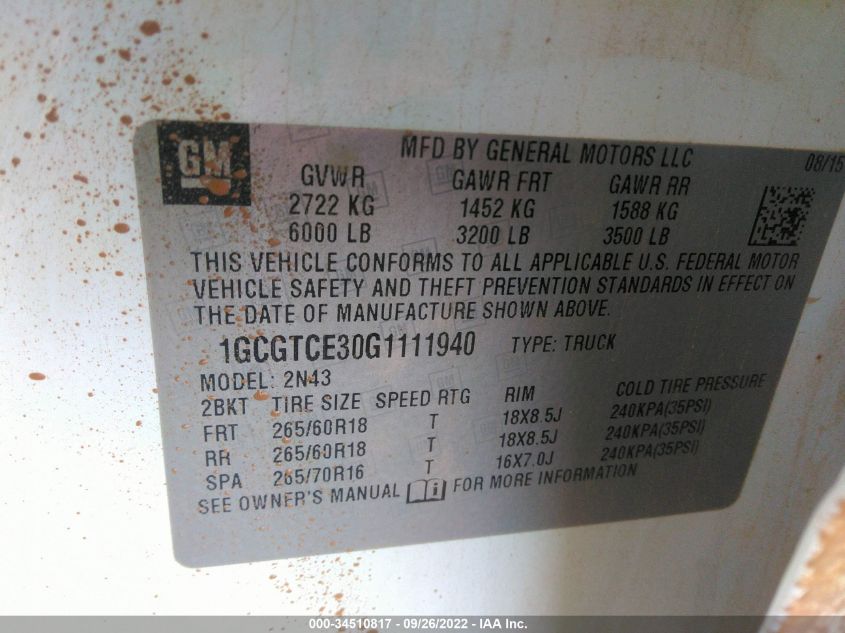 GM
MFD BY GENERAL MOTORS LLC 08/15
GVWR GAWR FRT GAWR RR
2722 KG 1452 KG 1588 KG
6000 LB 3200 LB 3500 LB
THIS VEHICLE CONFORMS TO ALL APPLICABLE U.S. FEDERAL MOTOR
VEHICLE SAFETY AND THEFT PREVENTION STANDARDS IN EFFECT ON
THE DATE OF MANUFACTURE SHOWN ABOVE.
1GCGTCE30G1111940 TYPE: TRUCK
MODEL: 2N43
2BKT TIRE SIZE SPEED RTG RIM COLD TIRE PRESSURE
FRT 265/60R18 T 18X8.5J 240KPA(35PSI)
RR 265/60R18 T 18X8.5J 240KPA(35PSI)
SPA 265/70R16 T 16X7.0J 240KPA(35PSI)
SEE OWNER'S MANUAL FOR MORE INFORMATION
000-34510817 - 09/26/2022 - IAA Inc.